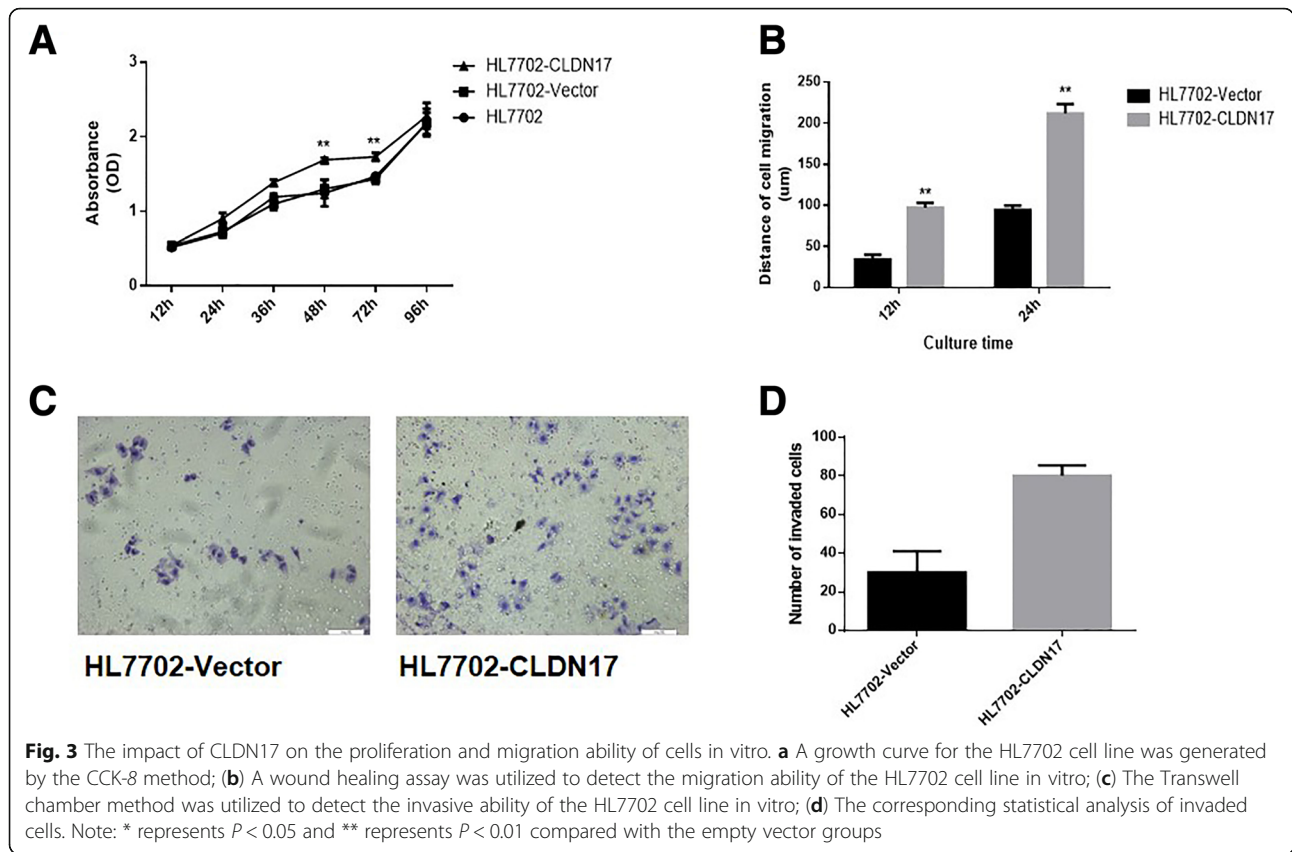 A
3
2
1
0
Absorbance
(OD)
12h
24h
36h
48h
72h
96h
**
**
HL7702-CLDN17
HL7702-Vector
HL7702
B
250
200
150
100
50
0
Distance of cell migration
(um)
**
**
12h
24h
Culture time
HL7702-Vector
HL7702-CLDN17
C
HL7702-Vector
HL7702-CLDN17
D
100
80
60
40
20
0
Number of invaded cells
HL7702-Vector
HL7702-CLDN17
Fig. 3 The impact of CLDN17 on the proliferation and migration ability of cells in vitro. a A growth curve for the HL7702 cell line was generated
by the CCK-8 method; (b) A wound healing assay was utilized to detect the migration ability of the HL7702 cell line in vitro; (c) The Transwell
chamber method was utilized to detect the invasive ability of the HL7702 cell line in vitro; (d) The corresponding statistical analysis of invaded
cells. Note: * represents P < 0.05 and ** represents P < 0.01 compared with the empty vector groups